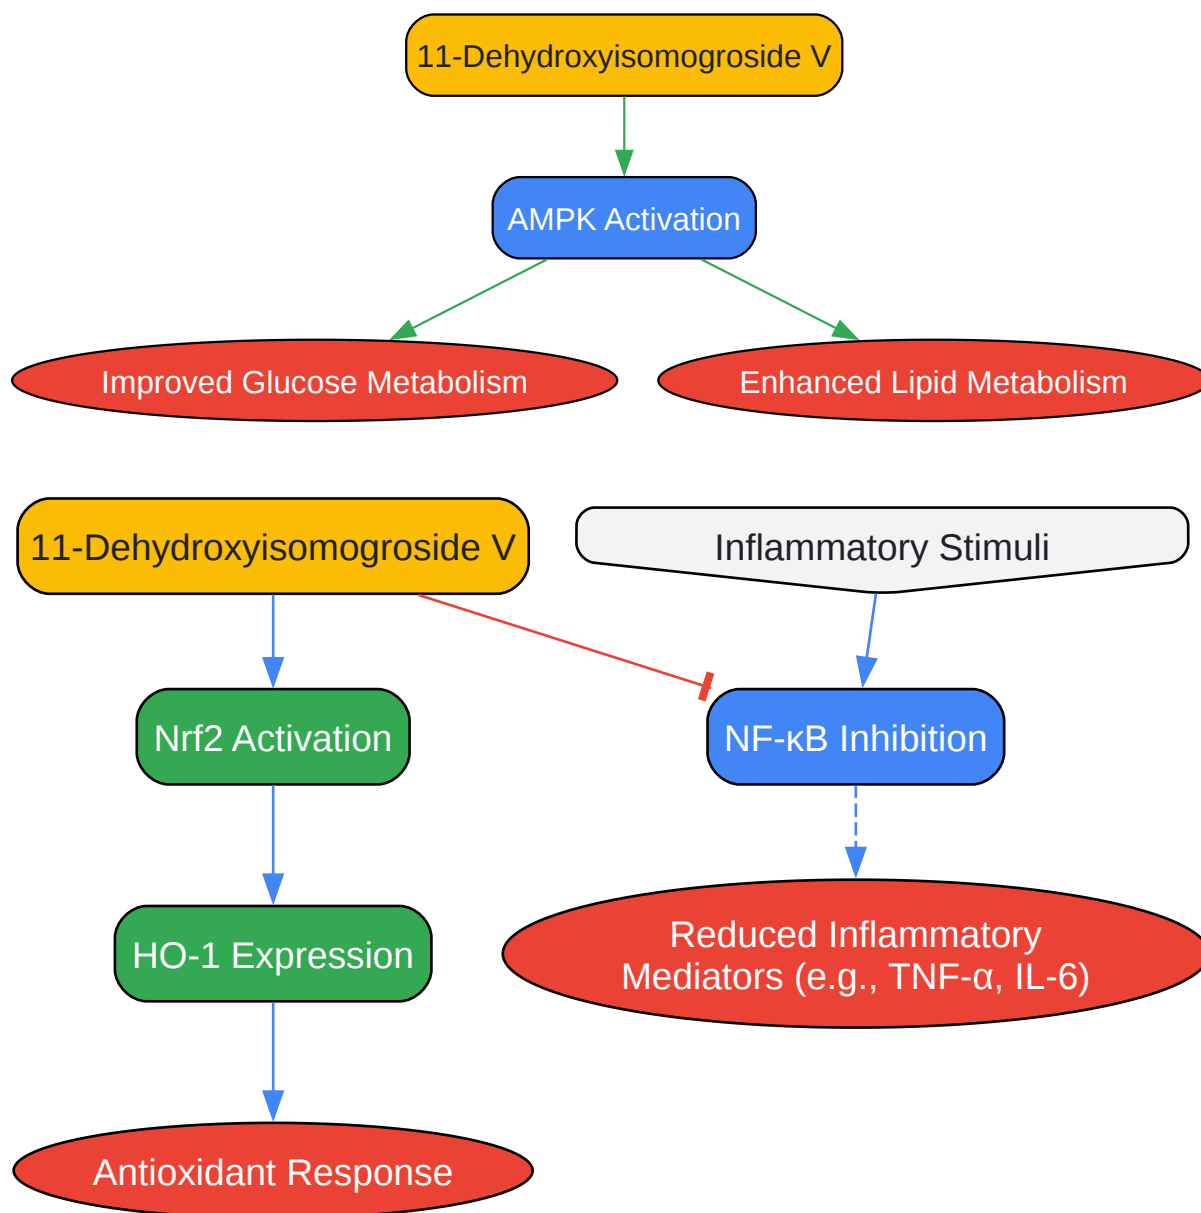 11-Dehydroxyisomogroside V
AMPK Activation
Improved Glucose Metabolism
Enhanced Lipid Metabolism
11-Dehydroxyisomogroside V
Inflammatory Stimuli
Nrf2 Activation
NF-κB Inhibition
HO-1 Expression
Reduced Inflammatory
Mediators (e.g., TNF-α, IL-6)
Antioxidant Response